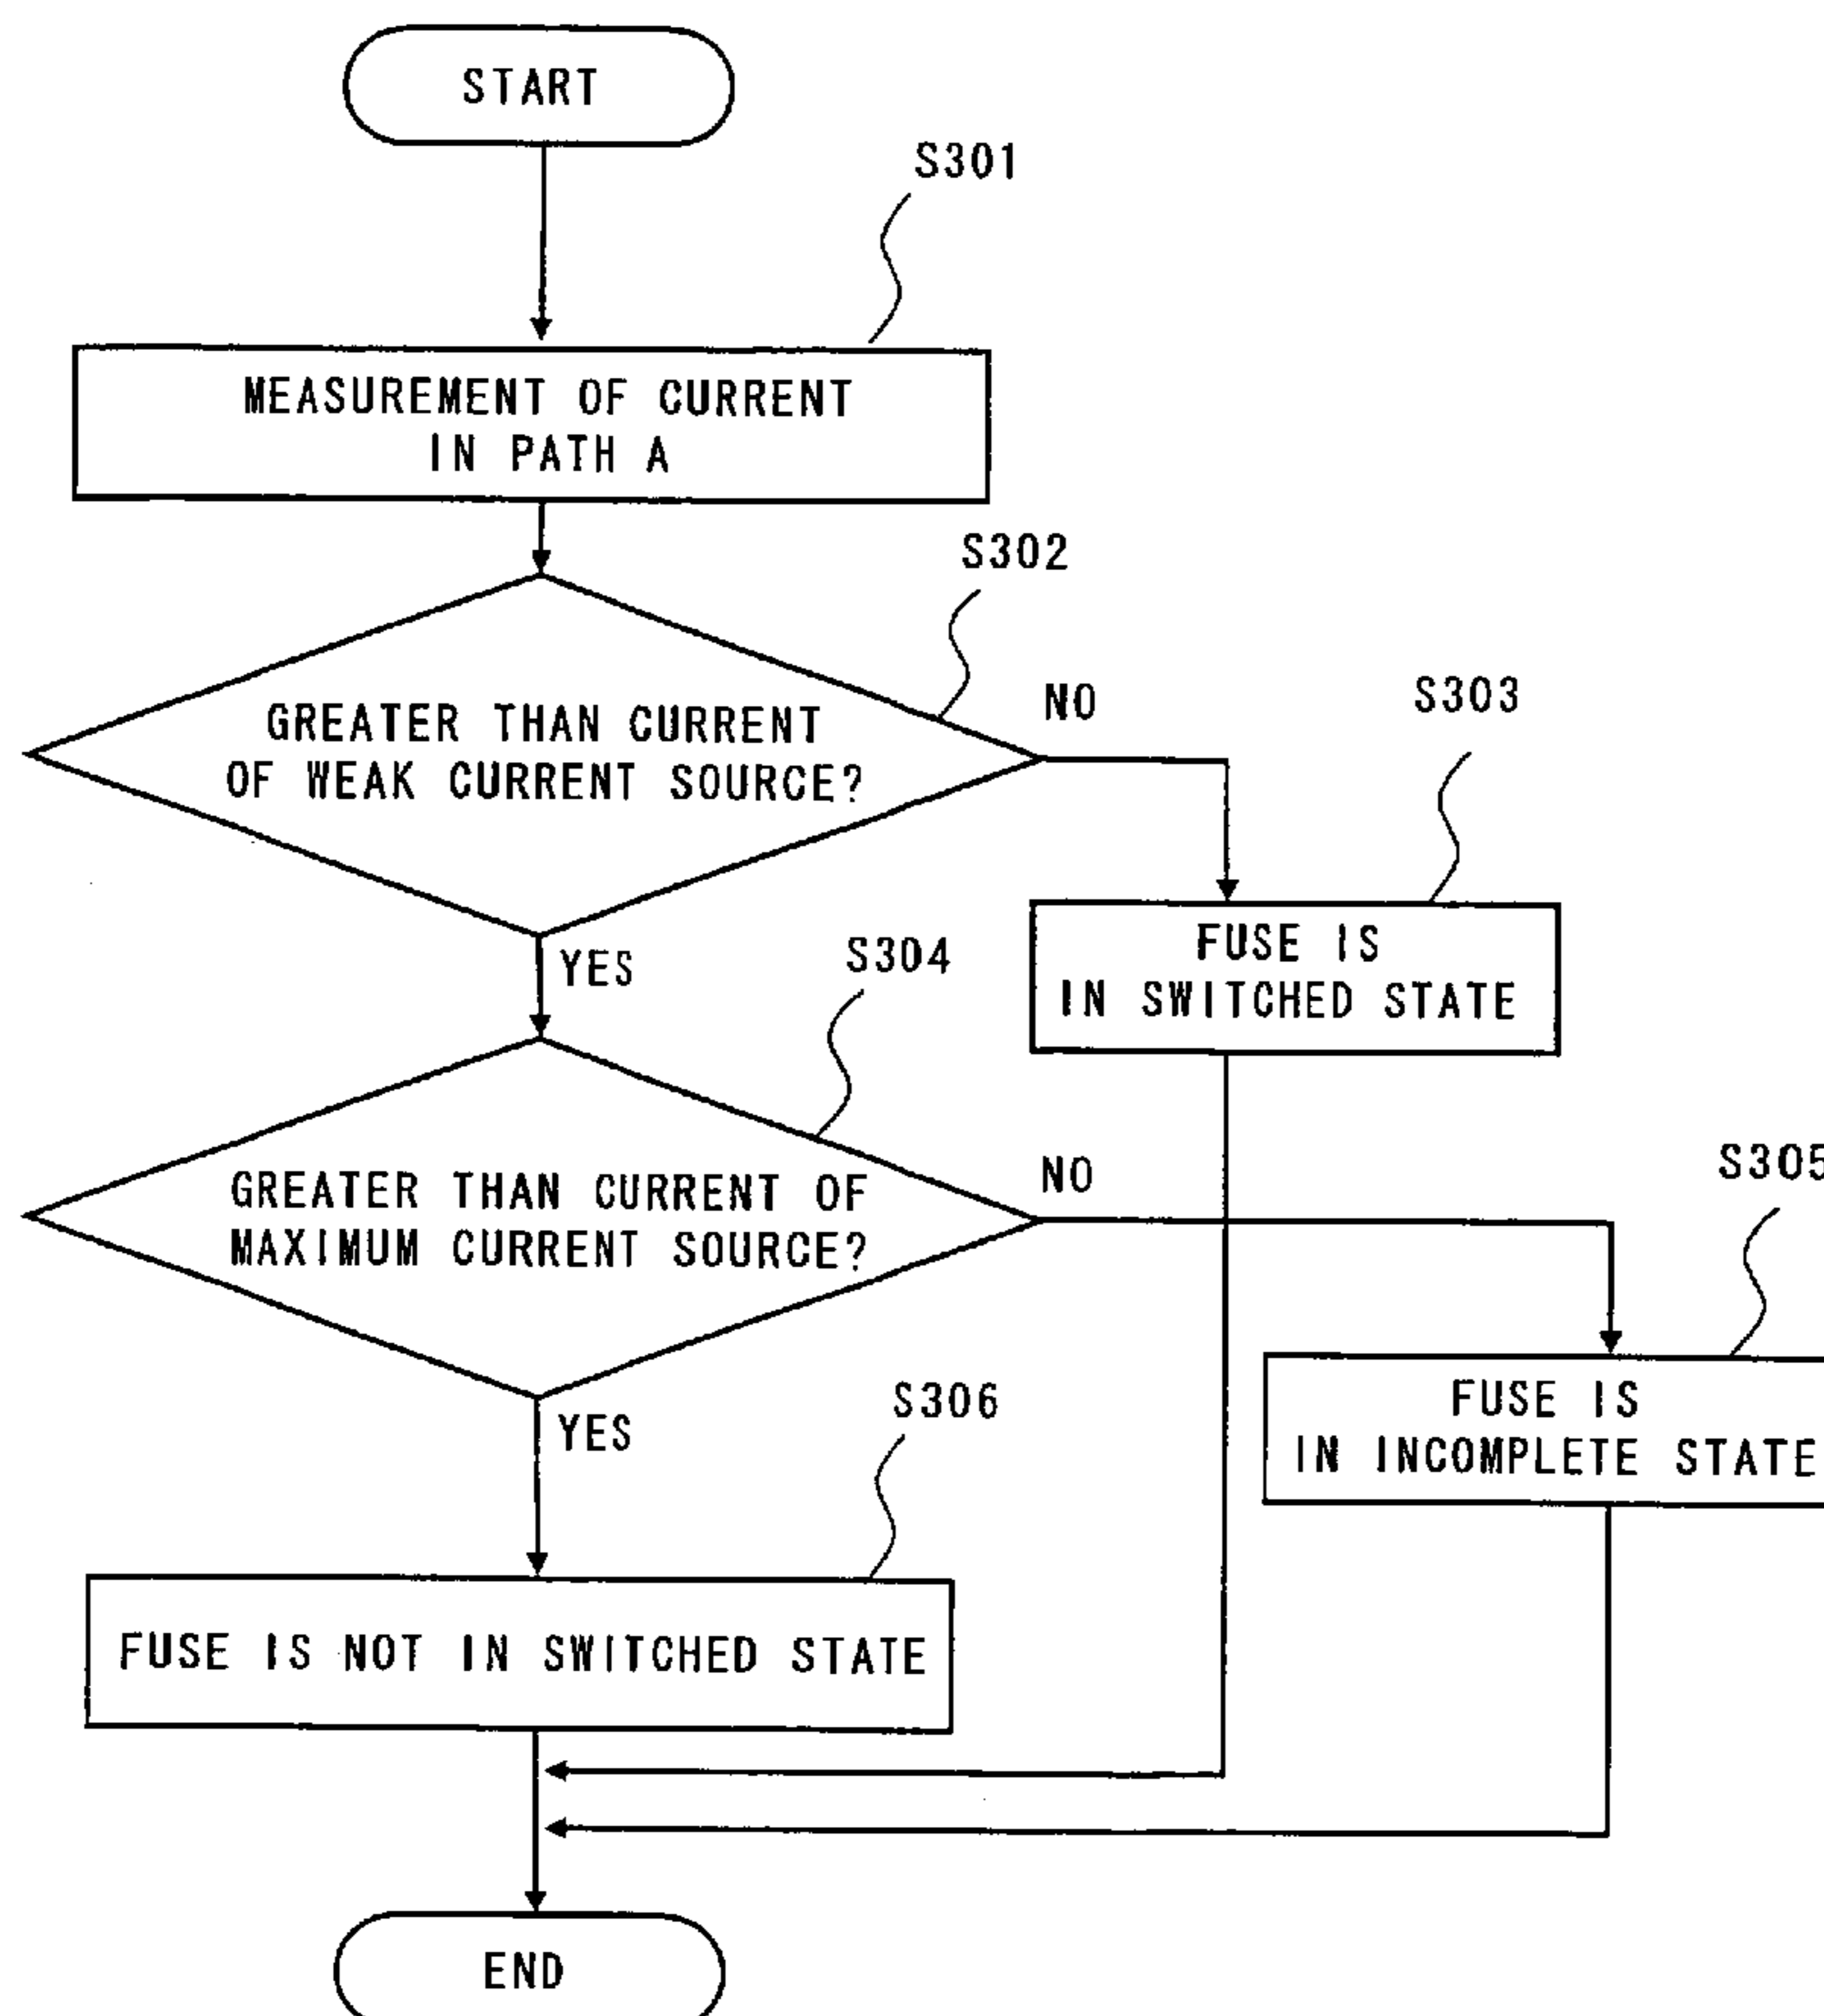 START
S301
MEASUREMENT OF CURRENT
IN PATH A
S302
GREATER THAN CURRENT
OF WEAK CURRENT SOURCE?
NO
S303
FUSE IS
IN SWITCHED STATE
YES
S304
GREATER THAN CURRENT OF
MAXIMUM CURRENT SOURCE?
NO
S305
FUSE IS
IN INCOMPLETE STATE
YES
S306
FUSE IS NOT IN SWITCHED STATE
END